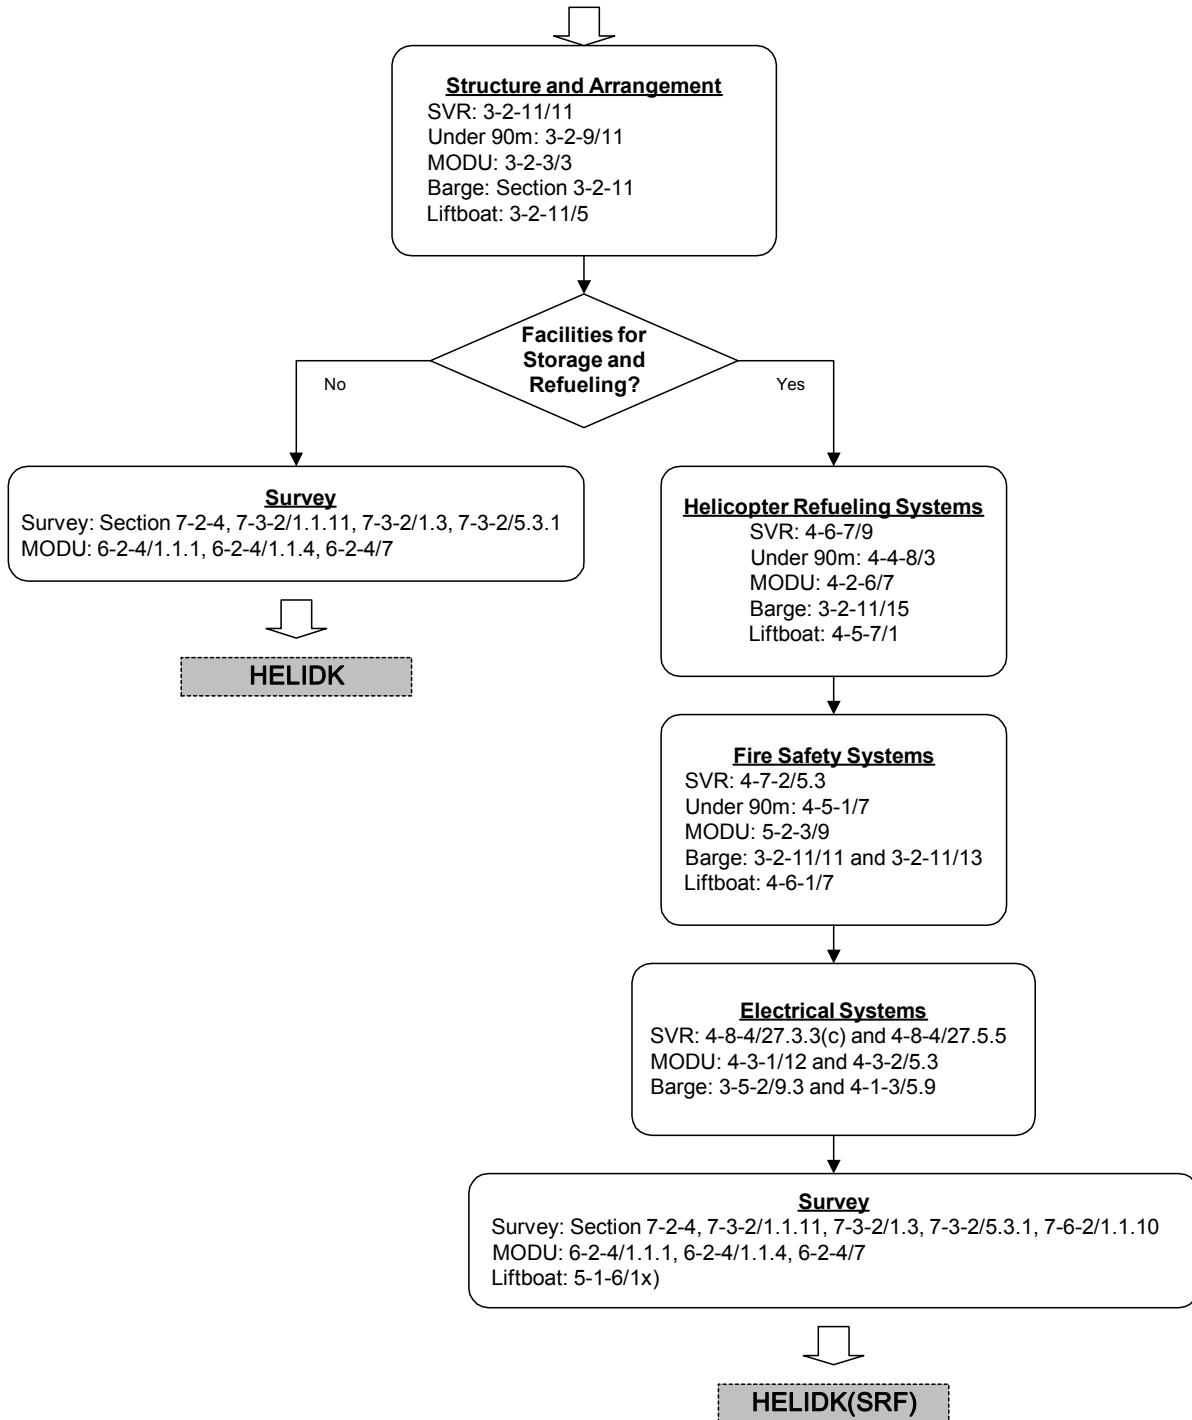 Structure and Arrangement
SVR: 3-2-11/11
Under 90m: 3-2-9/11
MODU: 3-2-3/3
Barge: Section 3-2-11
Liftboat: 3-2-11/5
Facilities for
Storage and
Refueling?
No
Yes
Survey
Survey: Section 7-2-4, 7-3-2/1.1.11, 7-3-2/1.3, 7-3-2/5.3.1
MODU: 6-2-4/1.1.1, 6-2-4/1.1.4, 6-2-4/7
HELIDK
Helicopter Refueling Systems
SVR: 4-6-7/9
Under 90m: 4-4-8/3
MODU: 4-2-6/7
Barge: 3-2-11/15
Liftboat: 4-5-7/1
Fire Safety Systems
SVR: 4-7-2/5.3
Under 90m: 4-5-1/7
MODU: 5-2-3/9
Barge: 3-2-11/11 and 3-2-11/13
Liftboat: 4-6-1/7
Electrical Systems
SVR: 4-8-4/27.3.3(c) and 4-8-4/27.5.5
MODU: 4-3-1/12 and 4-3-2/5.3
Barge: 3-5-2/9.3 and 4-1-3/5.9
Survey
Survey: Section 7-2-4, 7-3-2/1.1.11, 7-3-2/1.3, 7-3-2/5.3.1, 7-6-2/1.1.10
MODU: 6-2-4/1.1.1, 6-2-4/1.1.4, 6-2-4/7
Liftboat: 5-1-6/1x)
HELIDK(SRF)